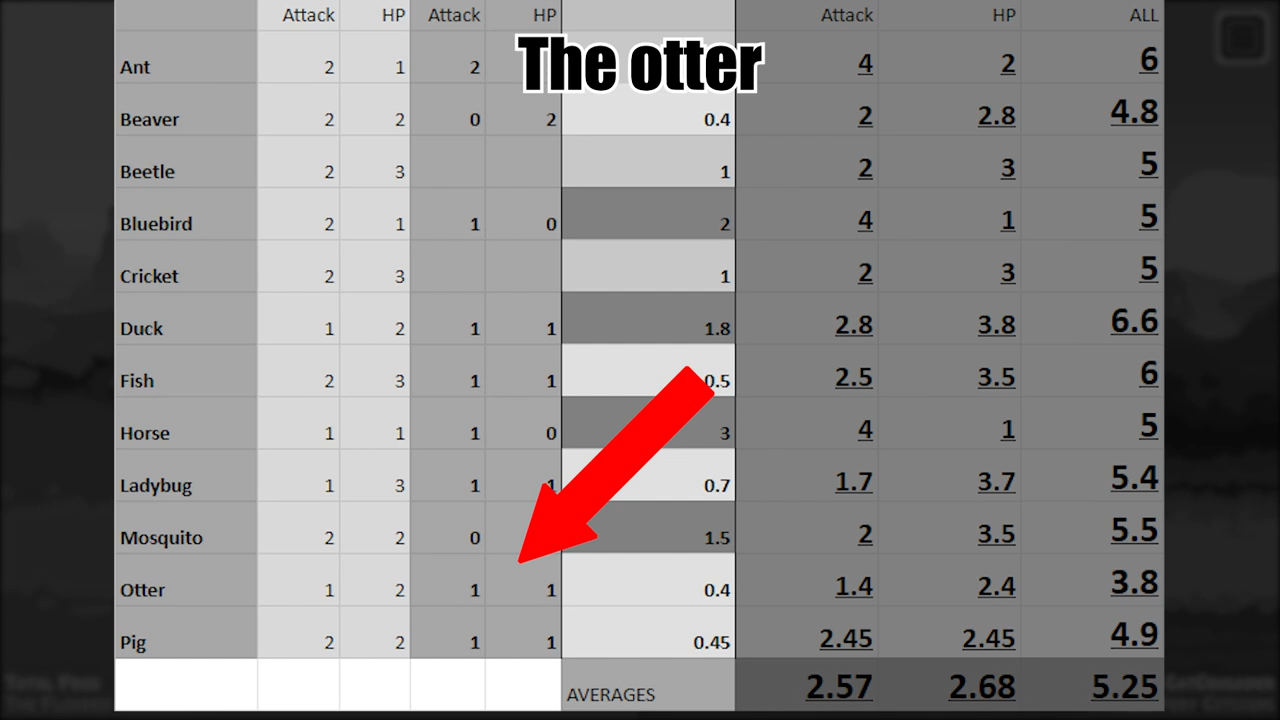 Attack HP Attack HP Attack HP ALL
The otter
Ant 2 1 2 4 2 6
Beaver 2 2 0 2 0.4 2 2.8 4.8
Beetle 2 3 1 2 3 5
Bluebird 2 1 1 0 2 4 1 5
Cricket 2 3 1 2 3 5
Duck 1 2 1 1 1.8 2.8 3.8 6.6
Fish 2 3 1 1 0.5 2.5 3.5 6
Horse 1 1 1 0 3 4 1 5
Ladybug 1 3 1 1 0.7 1.7 3.7 5.4
Mosquito 2 2 0 1.5 2 3.5 5.5
Otter 1 2 1 1 0.4 1.4 2.4 3.8
Pig 2 2 1 1 0.45 2.45 2.45 4.9
AVERAGES 2.57 2.68 5.25